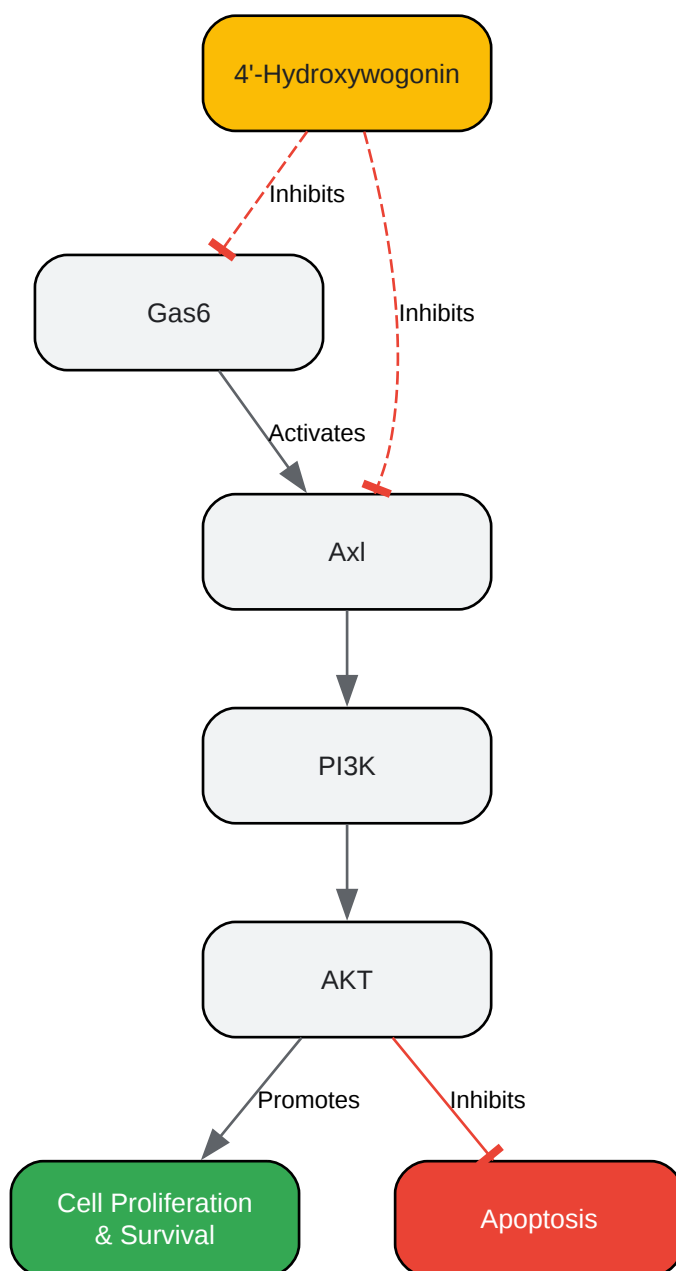 4'-Hydroxywogonin
Inhibits
Gas6
Inhibits
Activates
Axl
PI3K
AKT
Promotes
Inhibits
Cell Proliferation
& Survival
Apoptosis